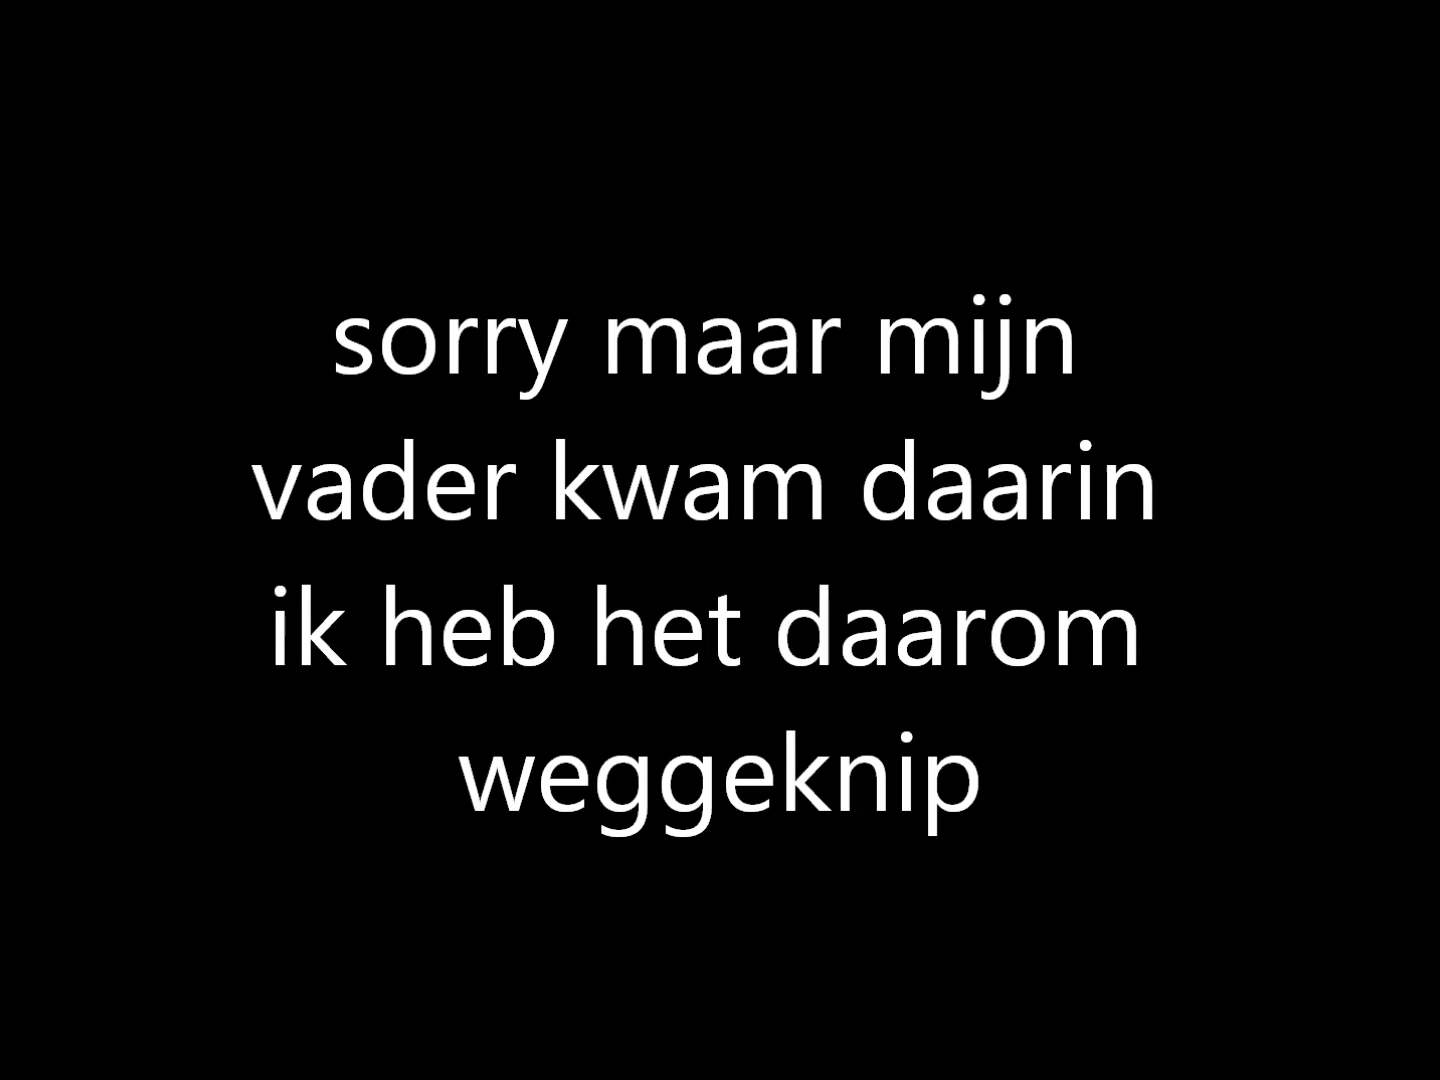 sorry maar mijn
vader kwam daarin
ik heb het daarom
weggeknip